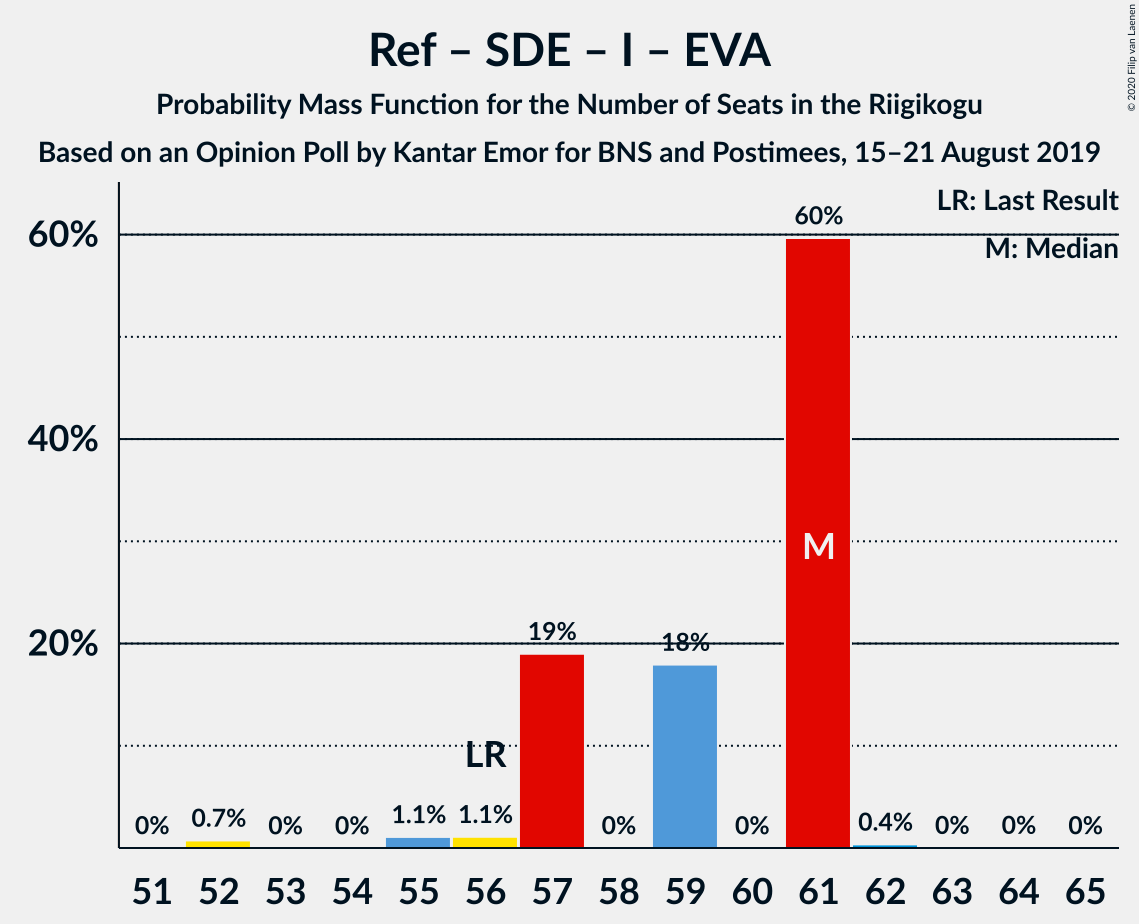 Ref – SDE – I – EVA
Probability Mass Function for the Number of Seats in the Riigikogu
Based on an Opinion Poll by Kantar Emor for BNS and Postimees, 15–21 August 2019
© 2020 Filip van Laenen
LR: Last Result
M: Median
60%
40%
20%
0%
0.7%
0%
0%
1.1%
1.1%
19%
0%
18%
0%
60%
0.4%
0%
0%
0%
LR
M
51 52 53 54 55 56 57 58 59 60 61 62 63 64 65